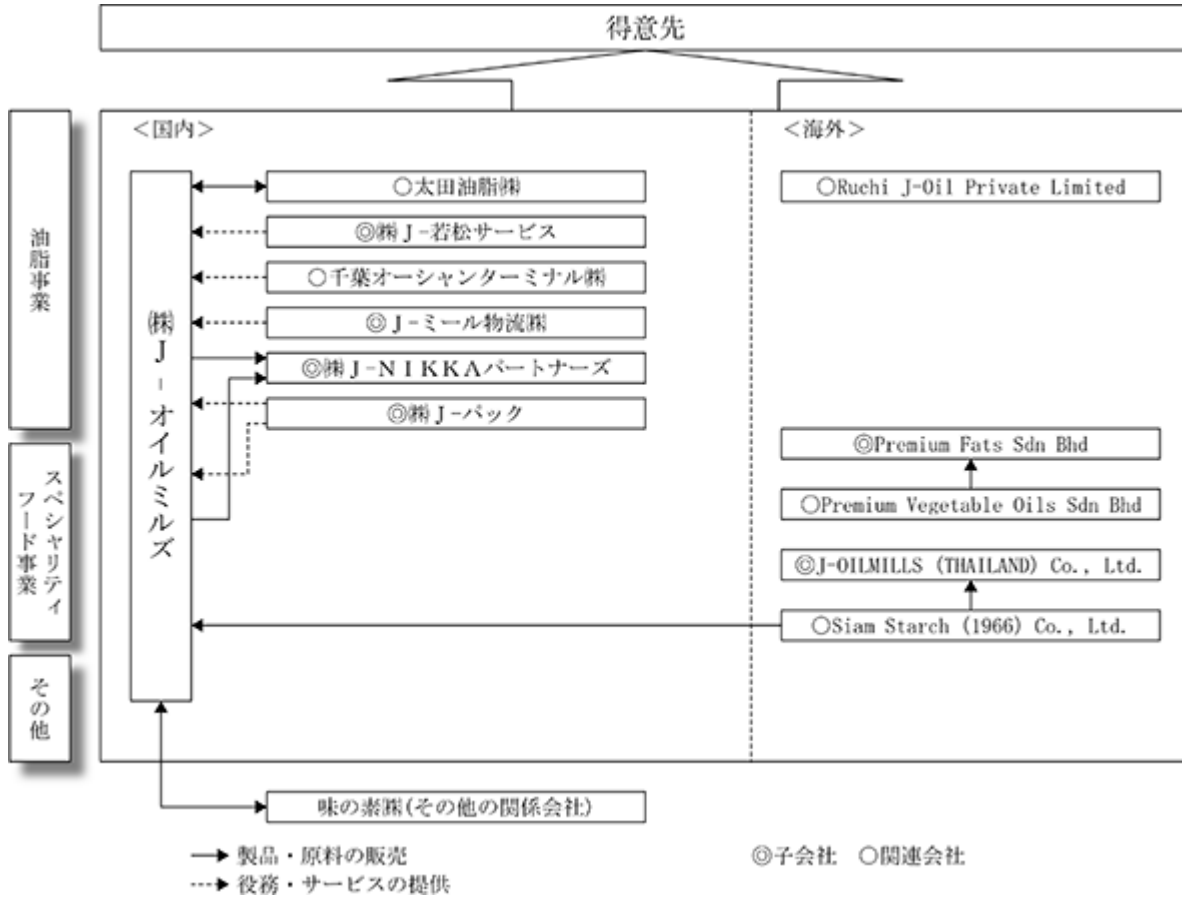 得意先
＜国内＞
＜海外＞
油脂事業
スペシャリティ
フード事業
その他
㈱J-オイルミルズ
○太田油脂㈱
◎㈱J-若松サービス
○千葉オーシャンターミナル㈱
◎J-ミール物流㈱
◎㈱J-NIKKAパートナーズ
◎㈱J-パック
○Ruchi J-Oil Private Limited
◎Premium Fats Sdn Bhd
○Premium Vegetable Oils Sdn Bhd
◎J-OILMILLS (THAILAND) Co., Ltd.
○Siam Starch (1966) Co., Ltd.
味の素㈱(その他の関係会社)
製品・原料の販売
役務・サービスの提供
◎子会社 ○関連会社